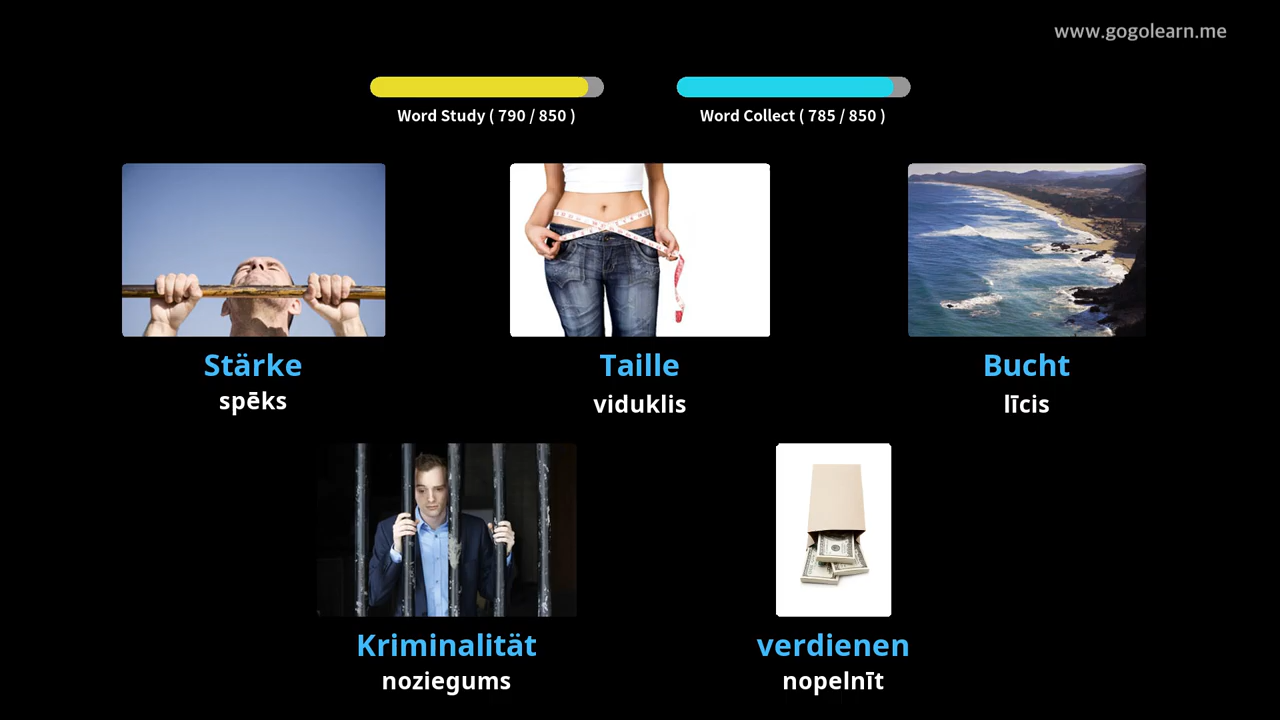 www.gogolearn.me
Word Study ( 790 / 850 )
Word Collect ( 785 / 850 )
Stärke
spēks
Taille
viduklis
Bucht
līcis
Kriminalität
noziegums
verdienen
nopelnīt